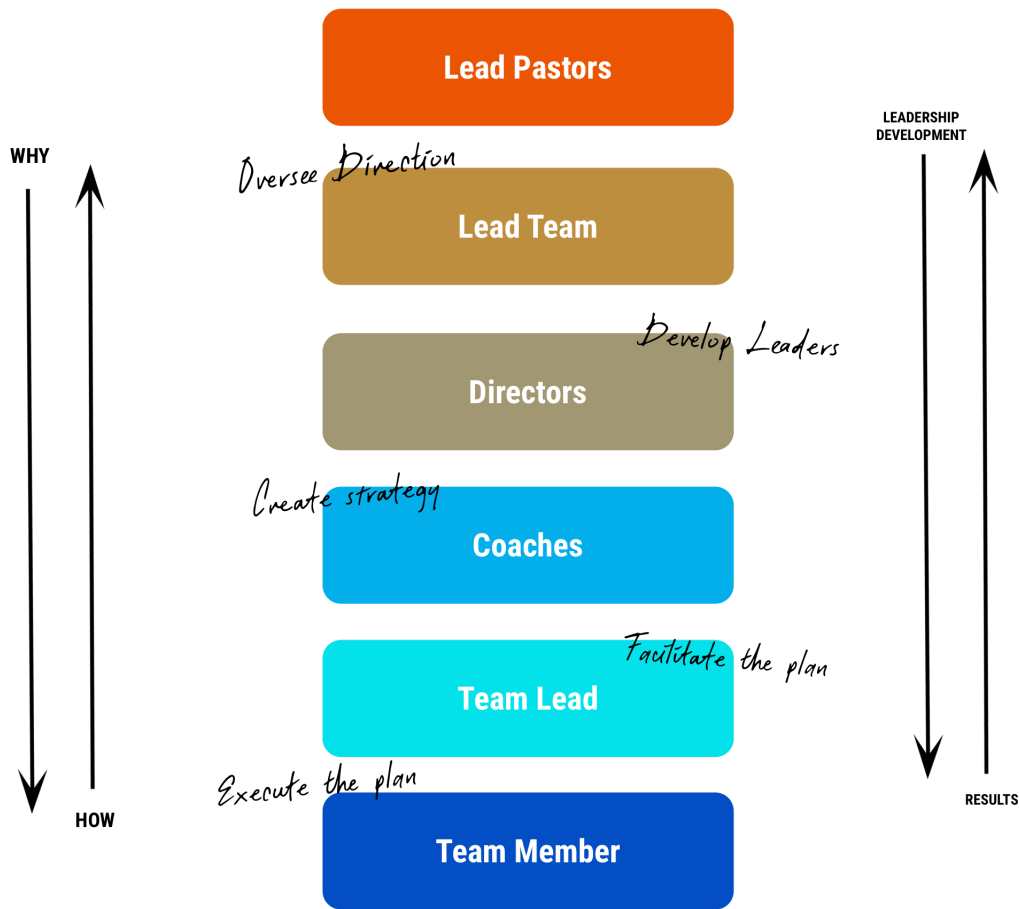 Lead Pastors
LEADERSHIP
DEVELOPMENT
WHY
Oversee Direction
Lead Team
Develop Leaders
Directors
Create strategy
Coaches
Facilitate the plan
Team Lead
Execute the plan
RESULTS
HOW
Team Member